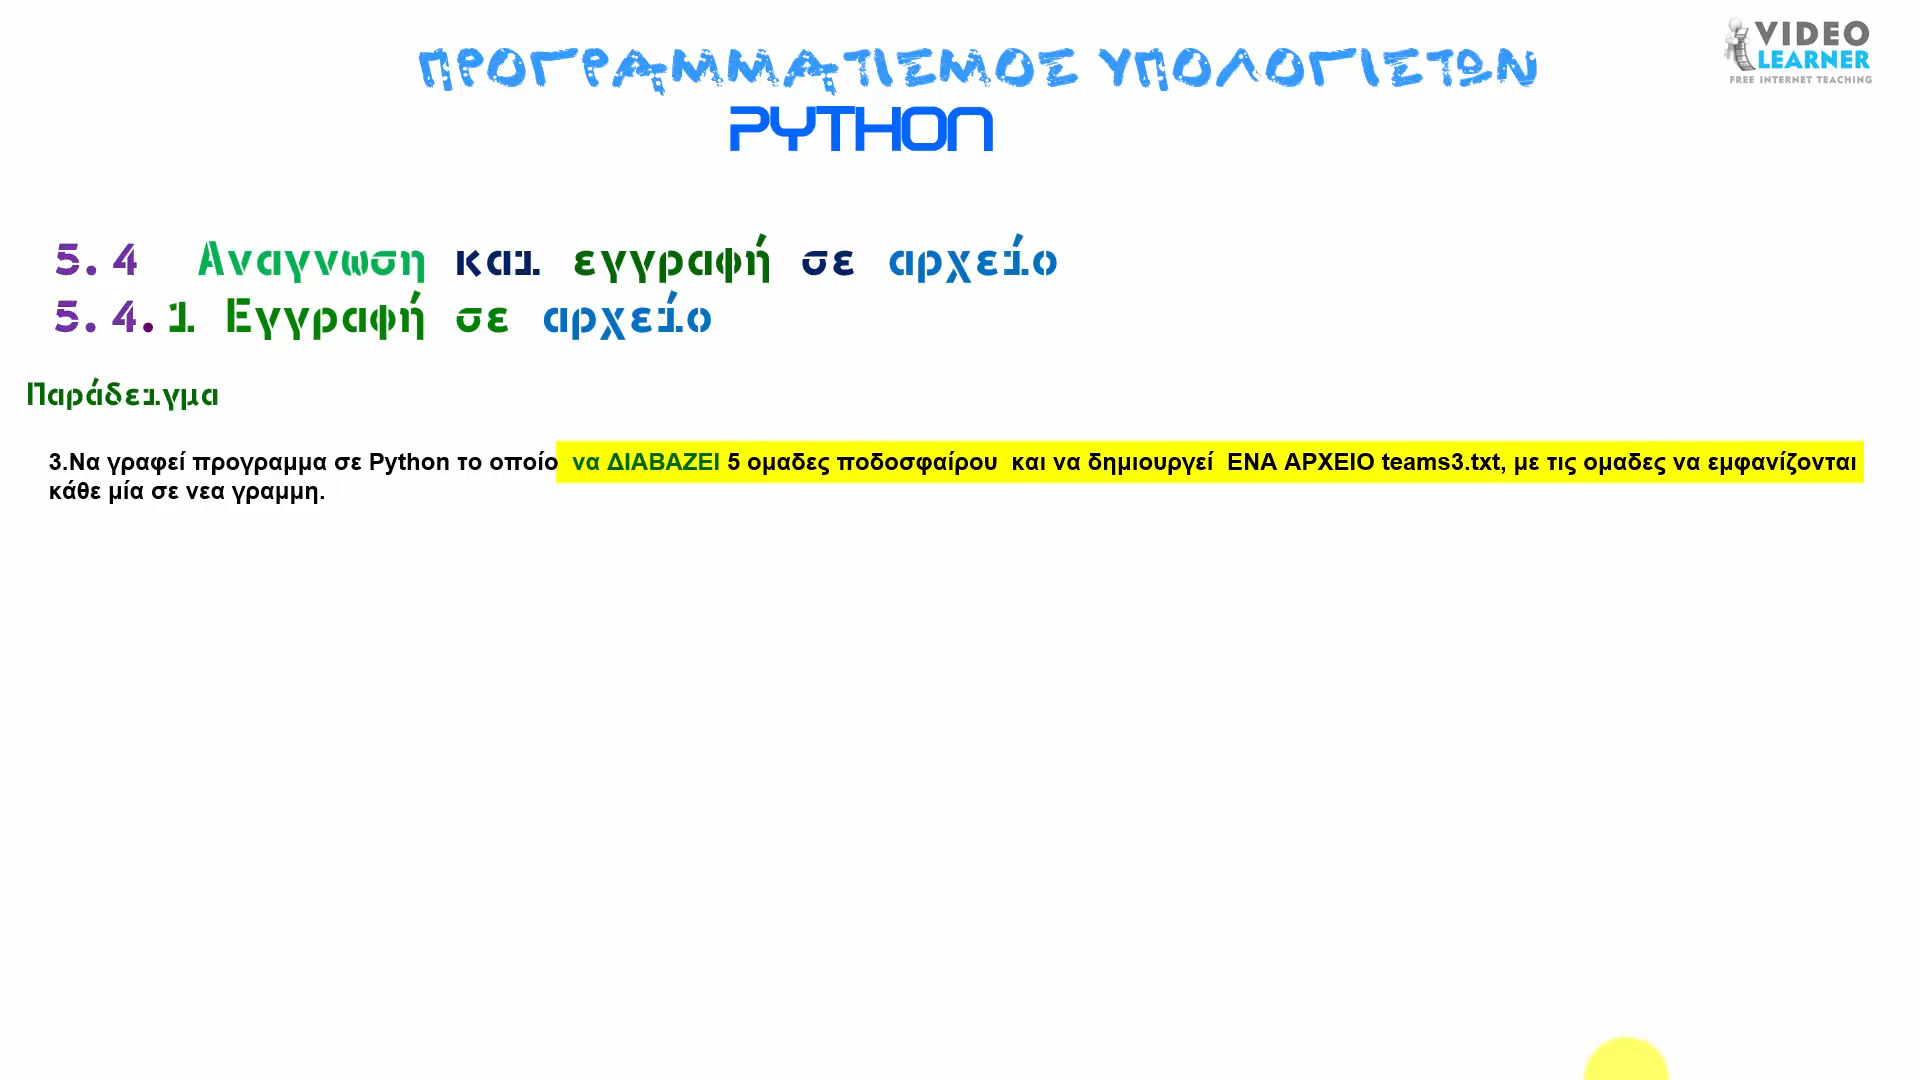 ΠΡΟΓΡΑΜΜΑΤΙΣΜΟΣ ΥΠΟΛΟΓΙΣΤΩΝ
PYTHON
VIDEO
LEARNER
FREE INTERNET TEACHING
5.4 Αναγνωση και εγγραφή σε αρχείο
5.4.1 Εγγραφή σε αρχείο
Παράδειγμα
3.Να γραφεί προγραμμα σε Python το οποίο να ΔΙΑΒΑΖΕΙ 5 ομαδες ποδοσφαίρου και να δημιουργεί ΕΝΑ ΑΡΧΕΙΟ teams3.txt, με τις ομαδες να εμφανίζονται
κάθε μία σε νεα γραμμη.